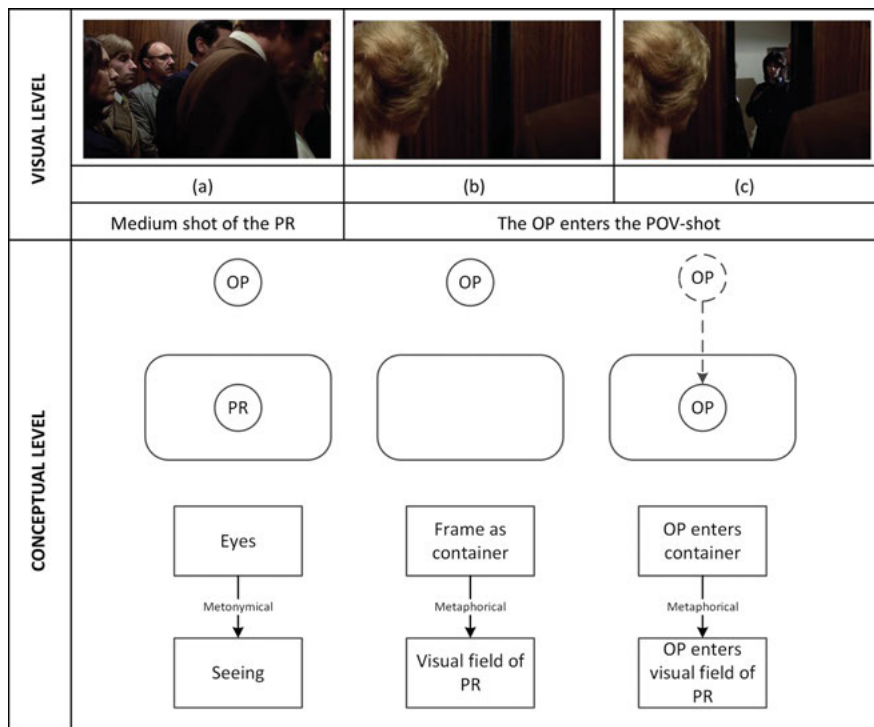 VISUAL LEVEL
(a)
(b)
(c)
Medium shot of the PR
The OP enters the POV-shot
CONCEPTUAL LEVEL
OP
OP
OP
PR
OP
Eyes
Frame as
container
OP enters
container
Metonymical
Metaphorical
Metaphorical
Seeing
Visual field of
PR
OP enters
visual field of
PR